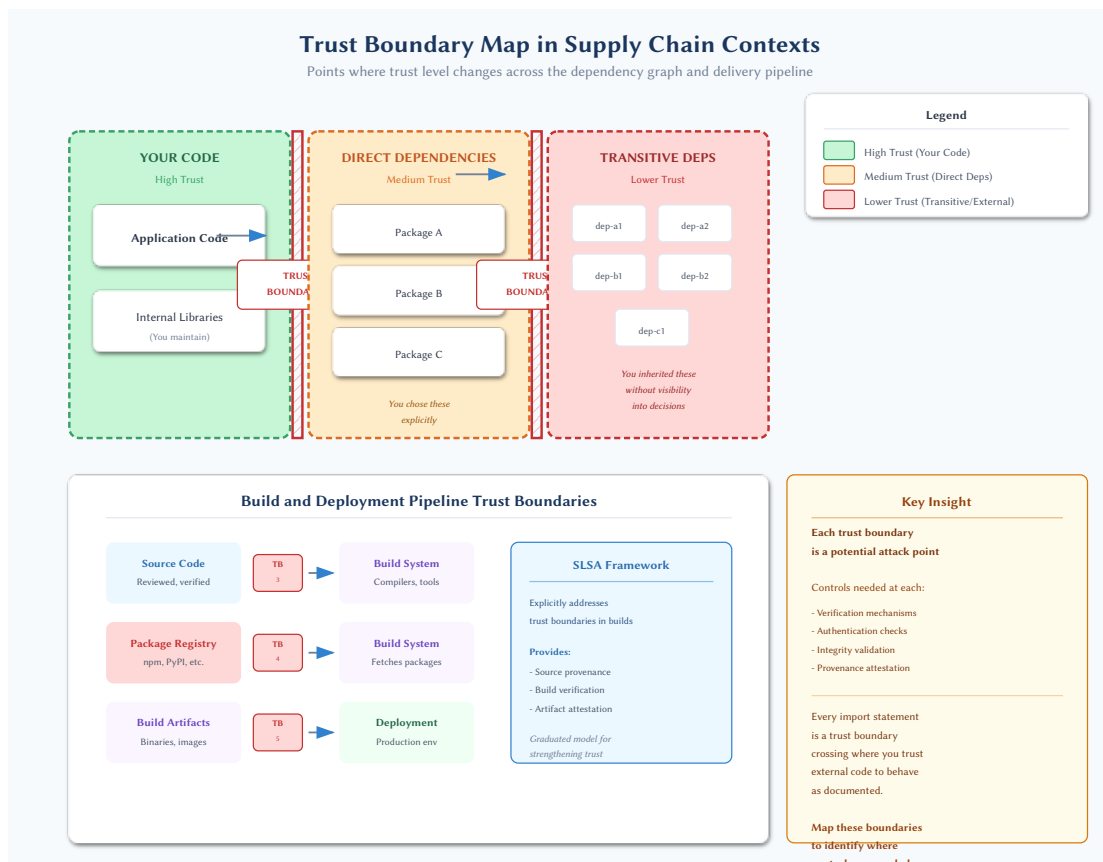 Trust Boundary Map in Supply Chain Contexts
Points where trust level changes across the dependency graph and delivery pipeline
Legend
High Trust (Your Code)
Medium Trust (Direct Deps)
Lower Trust (Transitive/External)
YOUR CODE
High Trust
Application Code
Internal Libraries
(You maintain)
TRUS
BOUNDA
DIRECT DEPENDENCIES
Medium Trust
Package A
Package B
Package C
You chose these
explicitly
TRUS
BOUNDA
TRANSITIVE DEPS
Lower Trust
dep-a1
dep-a2
dep-b1
dep-b2
dep-c1
You inherited these
without visibility
into decisions
Build and Deployment Pipeline Trust Boundaries
Source Code
Reviewed, verified
TB
3
Build System
Compilers, tools
Package Registry
npm, PyPI, etc.
TB
4
Build System
Fetches packages
Build Artifacts
Binaries, images
TB
5
Deployment
Production env
SLSA Framework
Explicitly addresses
trust boundaries in builds
Provides:
- Source provenance
- Build verification
- Artifact attestation
Graduated model for
strengthening trust
Key Insight
Each trust boundary
is a potential attack point
Controls needed at each:
- Verification mechanisms
- Authentication checks
- Integrity validation
- Provenance attestation
Every import statement
is a trust boundary
crossing where you trust
external code to behave
as documented.
Map these boundaries
to identify where